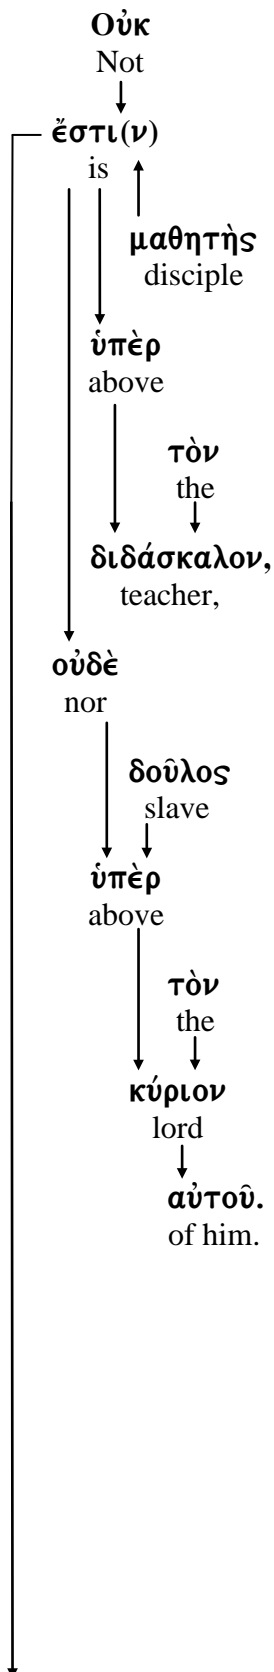 Οὐκ
Not
ἔστι(ν)
is
μαθητὴς
disciple
ὑπὲρ
above
τὸν
the
διδάσκαλον,
teacher,
οὐδὲ
nor
δοῦλος
slave
ὑπὲρ
above
τὸν
the
κύριον
lord
αὐτοῦ.
of him.